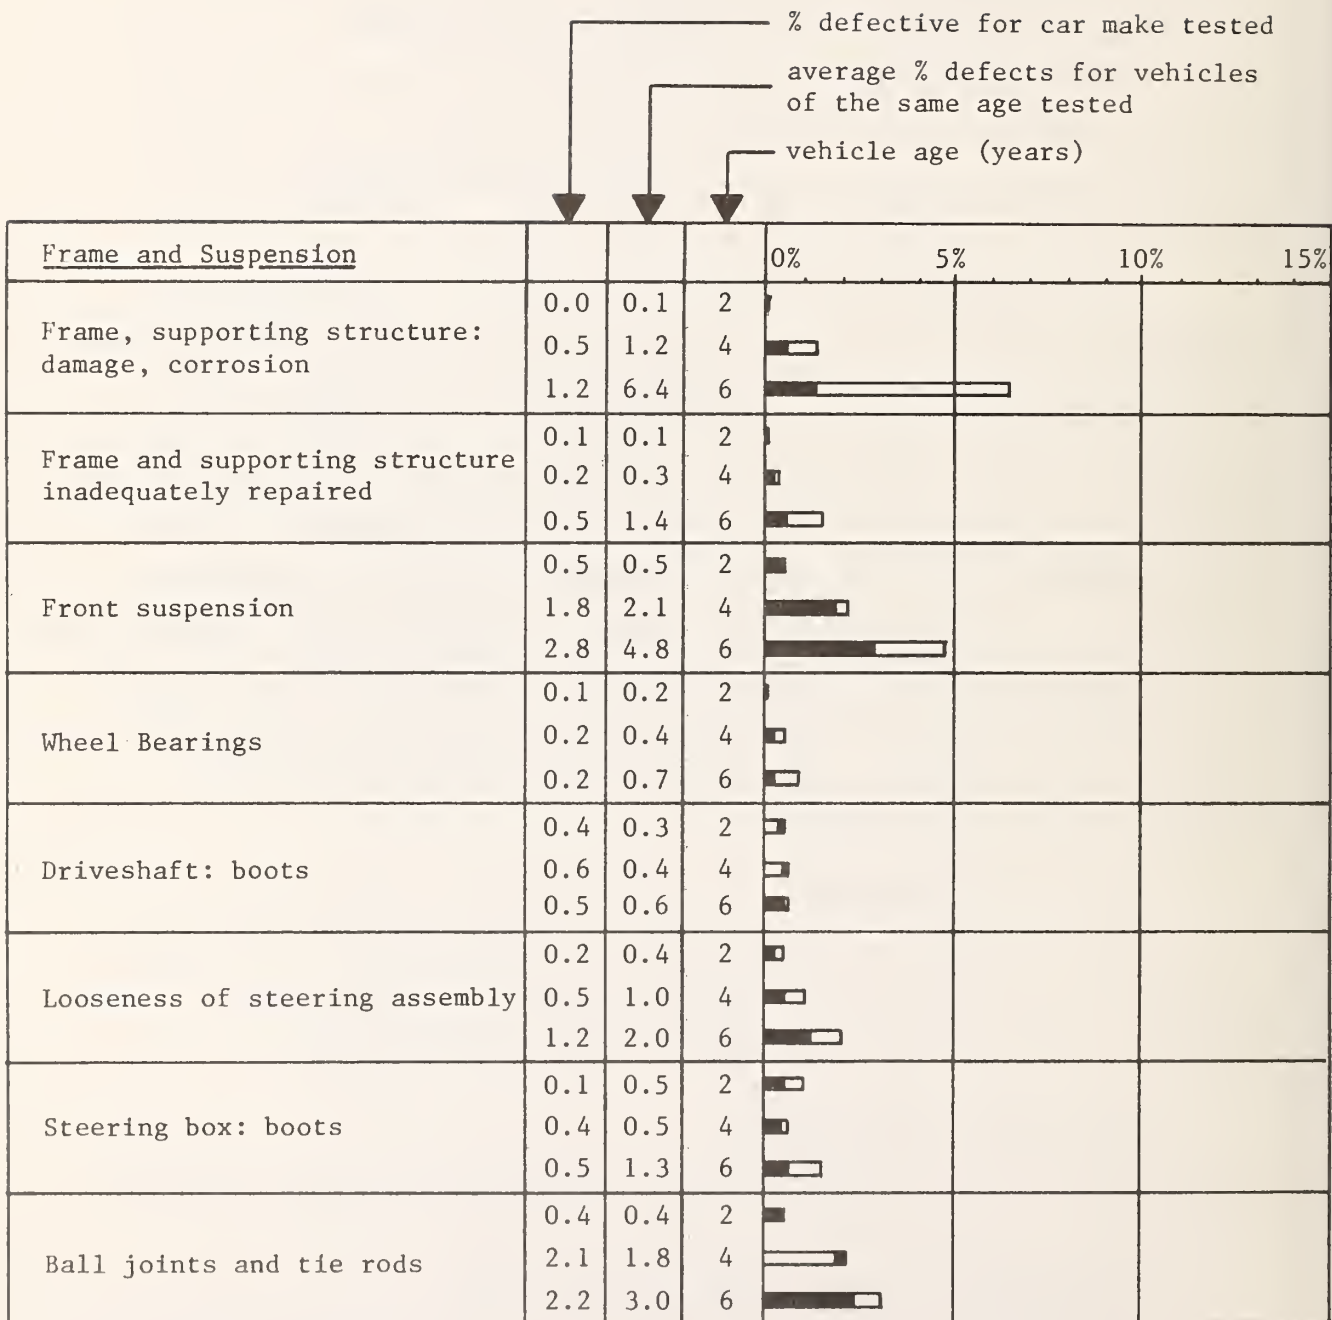 % defective for car make tested
average % defects for vehicles
of the same age tested
vehicle age (years)
Frame and Suspension 0% 5% 10% 15%
Frame, supporting structure:
damage, corrosion
0.0 0.1 2
0.5 1.2 4
1.2 6.4 6
Frame and supporting structure
inadequately repaired
0.1 0.1 2
0.2 0.3 4
0.5 1.4 6
Front suspension
0.5 0.5 2
1.8 2.1 4
2.8 4.8 6
Wheel Bearings
0.1 0.2 2
0.2 0.4 4
0.2 0.7 6
Driveshaft: boots
0.4 0.3 2
0.6 0.4 4
0.5 0.6 6
Looseness of steering assembly
0.2 0.4 2
0.5 1.0 4
1.2 2.0 6
Steering box: boots
0.1 0.5 2
0.4 0.5 4
0.5 1.3 6
Ball joints and tie rods
0.4 0.4 2
2.1 1.8 4
2.2 3.0 6